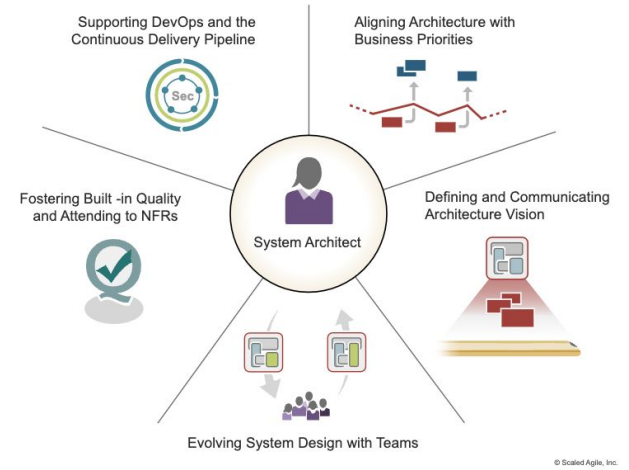 Supporting DevOps and the
Continuous Delivery Pipeline
Sec
Aligning Architecture with
Business Priorities
Fostering Built -in Quality
and Attending to NFRs
System Architect
Defining and Communicating
Architecture Vision
Evolving System Design with Teams
© Scaled Agile, Inc.